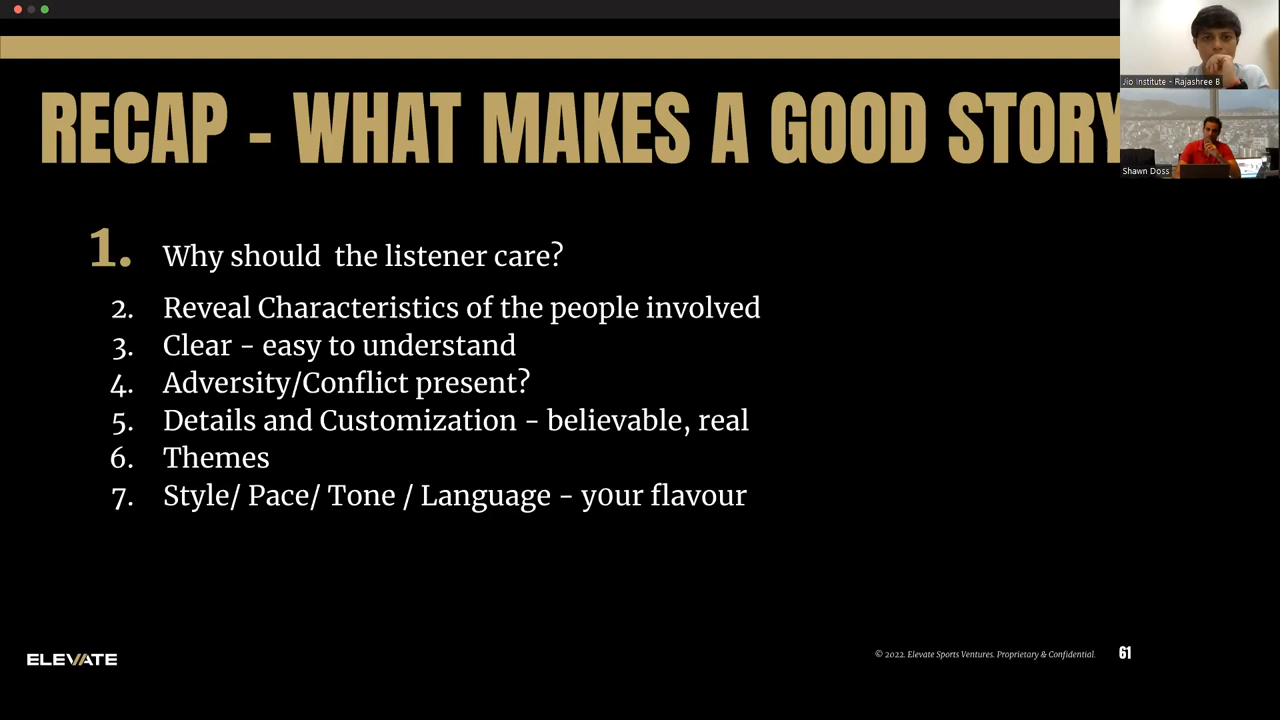 RECAP - WHAT MAKES A GOOD STORY
1. Why should the listener care?
2. Reveal Characteristics of the people involved
3. Clear - easy to understand
4. Adversity/Conflict present?
5. Details and Customization - believable, real
6. Themes
7. Style/ Pace/ Tone / Language - y0ur flavour
ELEVATE
© 2022. Elevate Sports Ventures. Proprietary & Confidential.
61
Jio Institute - Rajashree B
Shawn Doss